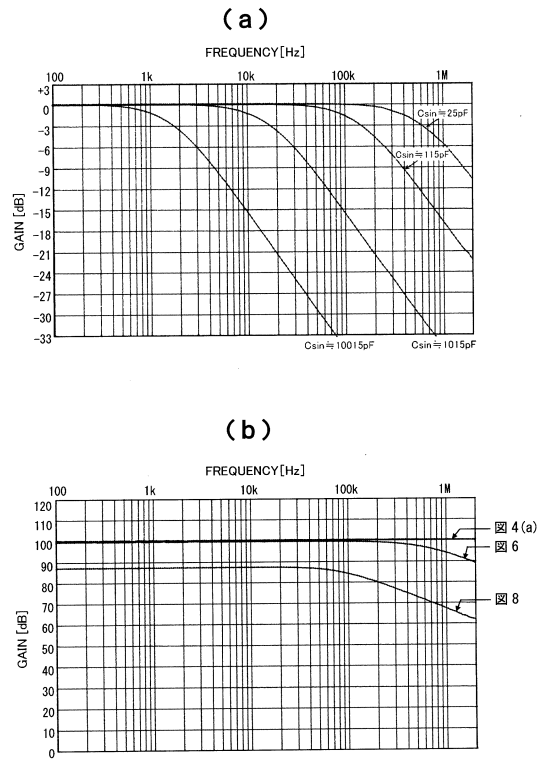 (a)
FREQUENCY[Hz]
100 1k 10k 100k 1M
+3
0
-3
-6
-9
-12
-15
-18
-21
-24
-27
-30
-33
GAIN [dB]
Csin≒25pF
Csin≒115pF
Csin≒10015pF Csin≒1015pF
(b)
FREQUENCY[Hz]
100 1k 10k 100k 1M
120
110
100
90
80
70
60
50
40
30
20
10
0
GAIN [dB]
図4(a)
図6
図8